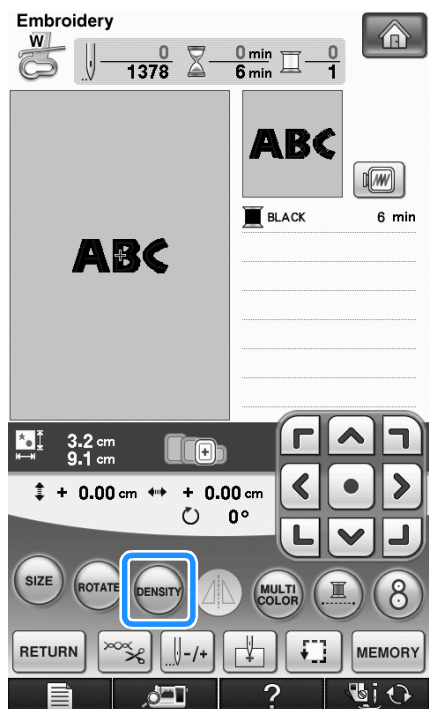 Embroidery
W
0
1378
0 min
6 min
0
1
ABC
ABC
BLACK 6 min
3.2 cm
9.1 cm
+ 0.00 cm + 0.00 cm
0°
SIZE
ROTATE
DENSITY
MULTI
COLOR
8
RETURN
-/+
MEMORY
?